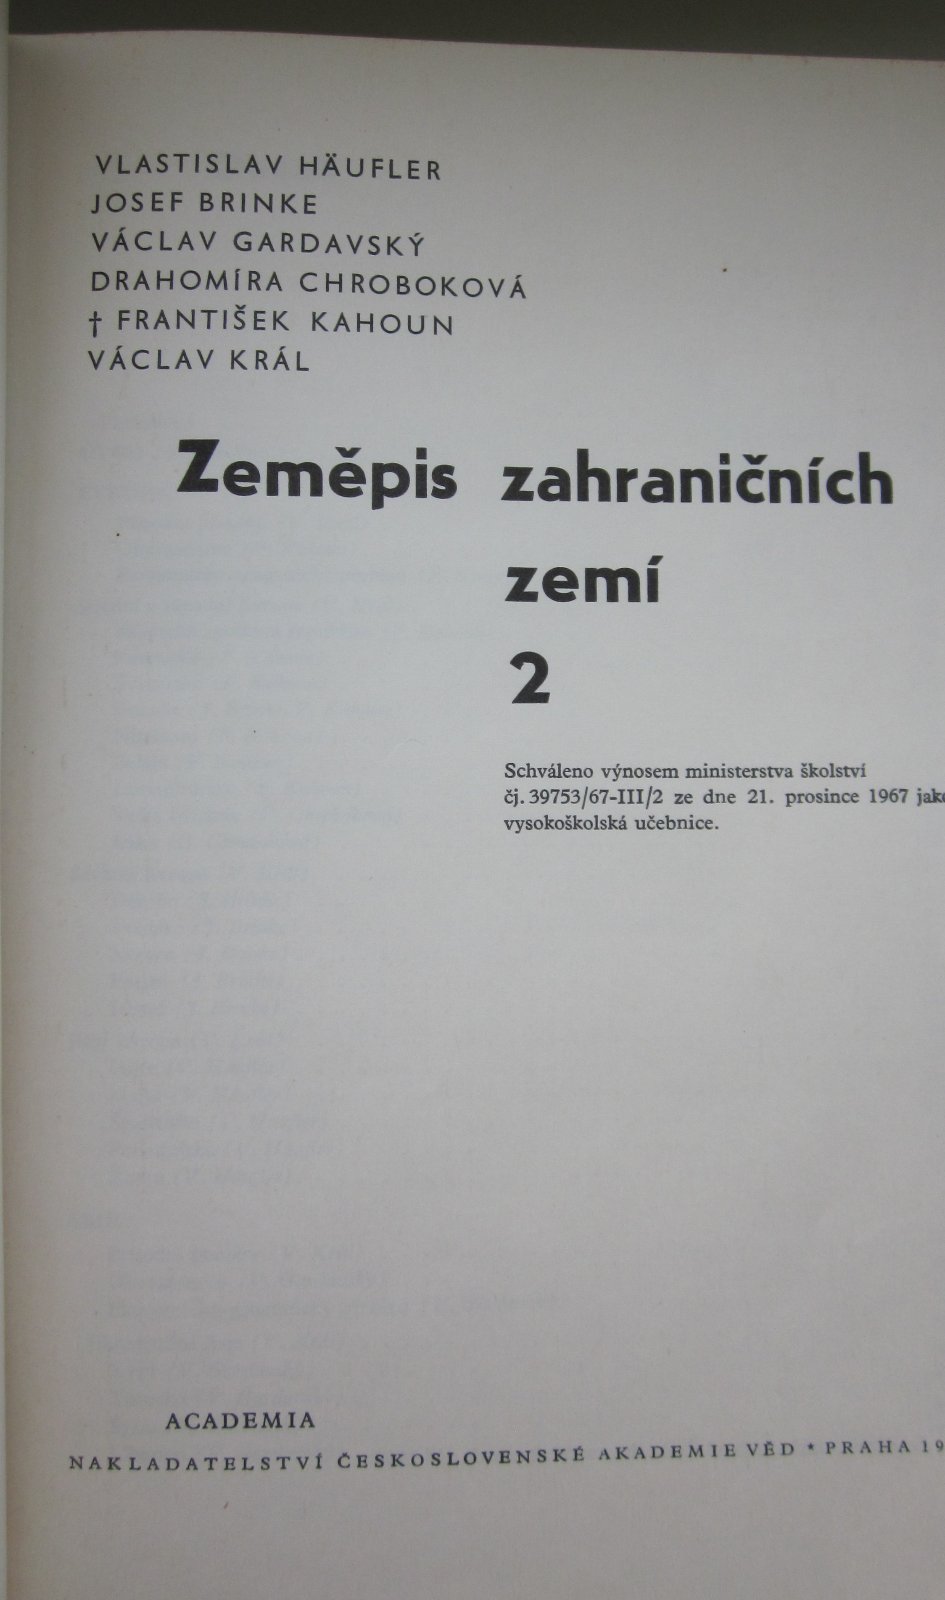 VLASTISLAV HÄUFLER
JOSEF BRINKE
VÁCLAV GARDAVSKÝ
DRAHOMÍRA CHROBOKOVÁ
† FRANTIŠEK KAHOUN
VÁCLAV KRÁL
Zeměpis zahraničních
zemí
2
Schváleno výnosem ministerstva školství
čj. 39753/67-III/2 ze dne 21. prosince 1967 jako
vysokoškolská učebnice.
ACADEMIA
NAKLADATELSTVÍ ČESKOSLOVENSKÉ AKADEMIE VĚD * PRAHA 19